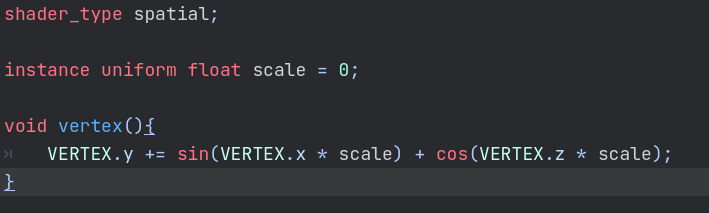 shader_type spatial;
instance uniform float scale = 0;
void vertex(){
VERTEX.y += sin(VERTEX.x * scale) + cos(VERTEX.z * scale);
}